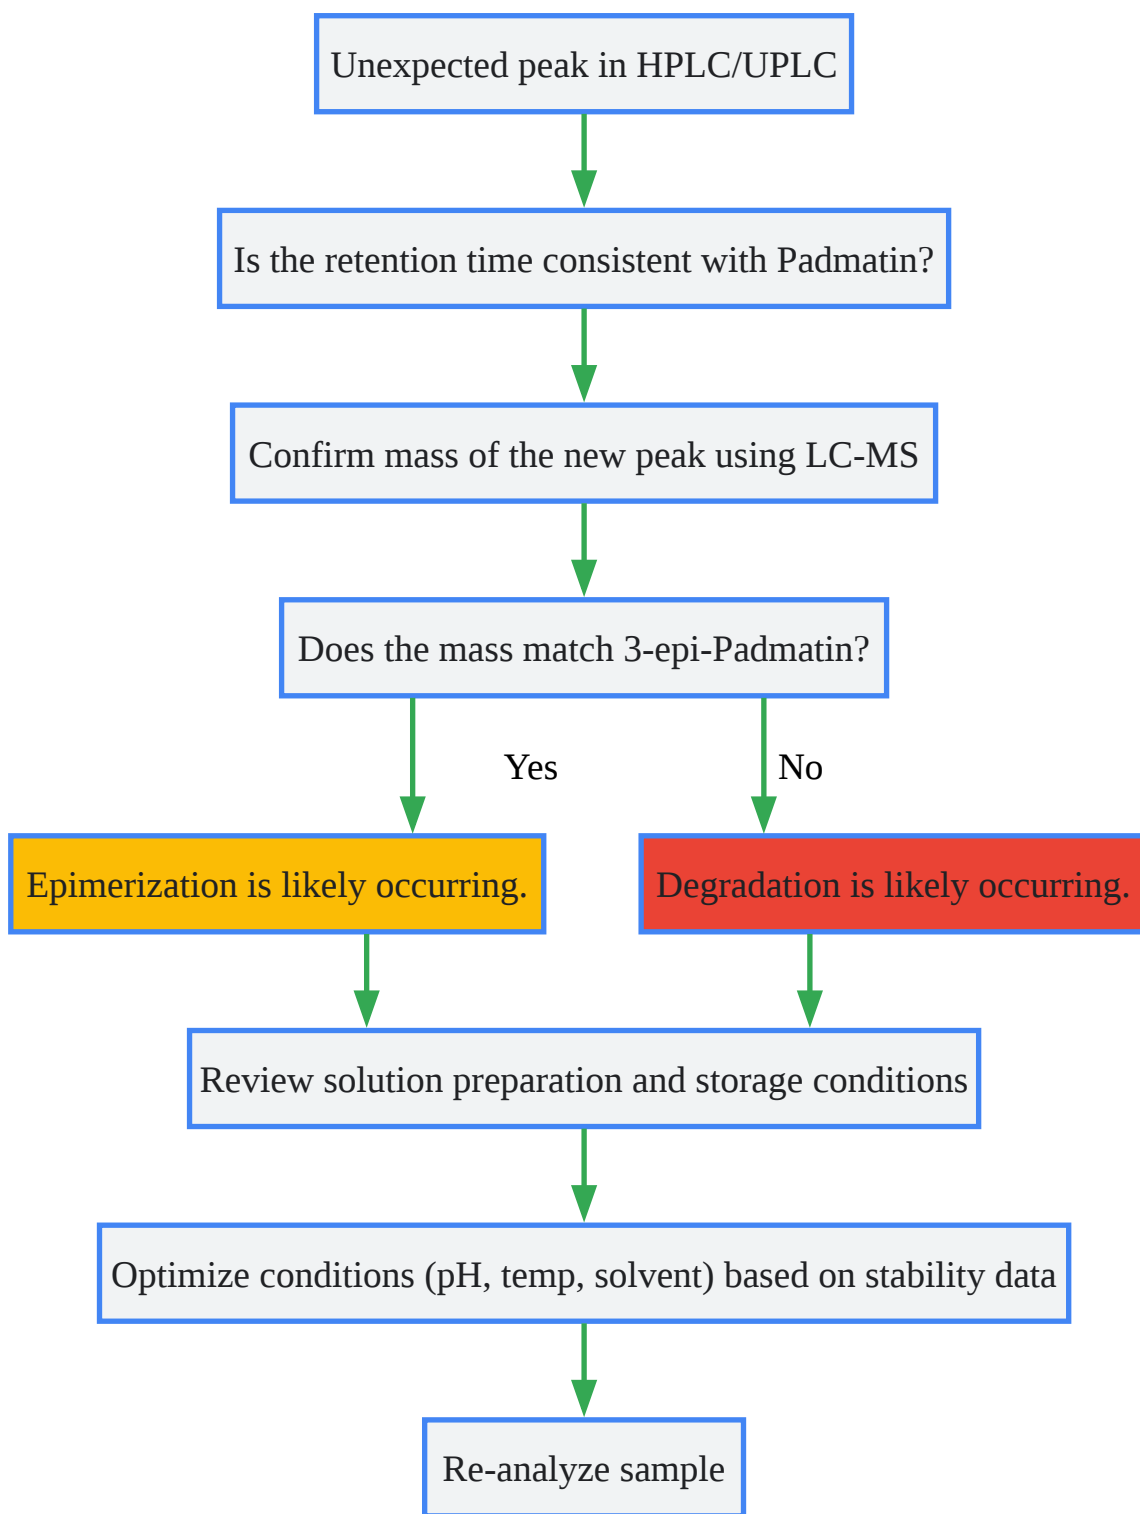 Unexpected peak in HPLC/UPLC
Is the retention time consistent with Padmatin?
Confirm mass of the new peak using LC-MS
Does the mass match 3-epi-Padmatin?
Yes
No
Epimerization is likely occurring.
Degradation is likely occurring.
Review solution preparation and storage conditions
Optimize conditions (pH, temp, solvent) based on stability data
Re-analyze sample